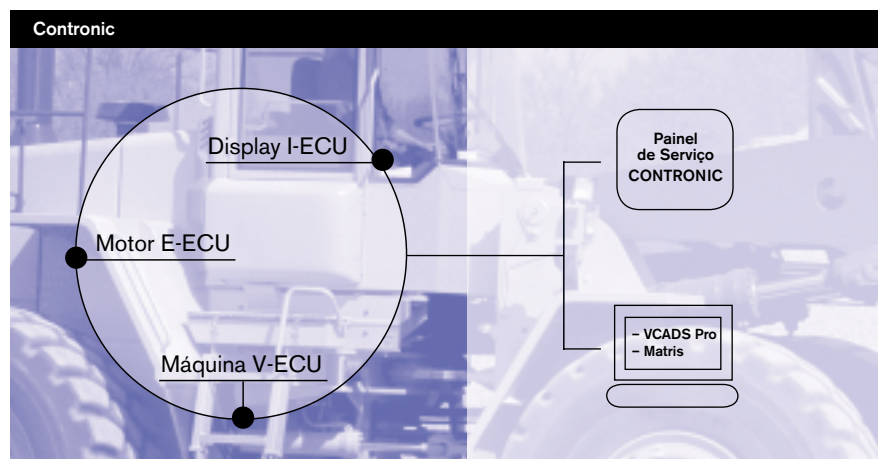 Contronic
Display I-ECU
Motor E-ECU
Máquina V-ECU
Painel
de Serviço
CONTRONIC
– VCADS Pro
– Matris